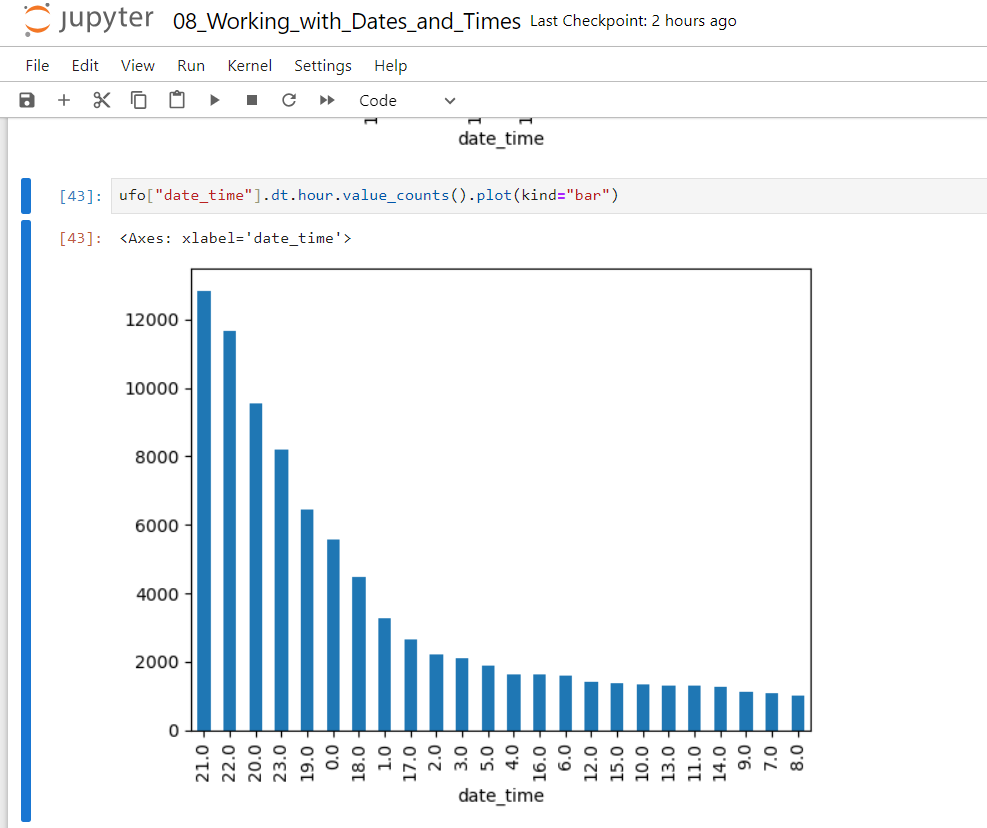 jupyter 08_Working_with_Dates_and_Times Last Checkpoint: 2 hours ago
File Edit View Run Kernel Settings Help
Code
1 1 1
date_time
[43]: ufo["date_time"].dt.hour.value_counts().plot(kind="bar")
[43]: <Axes: xlabel='date_time'>
12000
10000
8000
6000
4000
2000
0
21.0 22.0 20.0 23.0 19.0 0.0 18.0 1.0 17.0 2.0 3.0 5.0 4.0 16.0 6.0 12.0 15.0 10.0 13.0 11.0 14.0 9.0 7.0 8.0
date_time